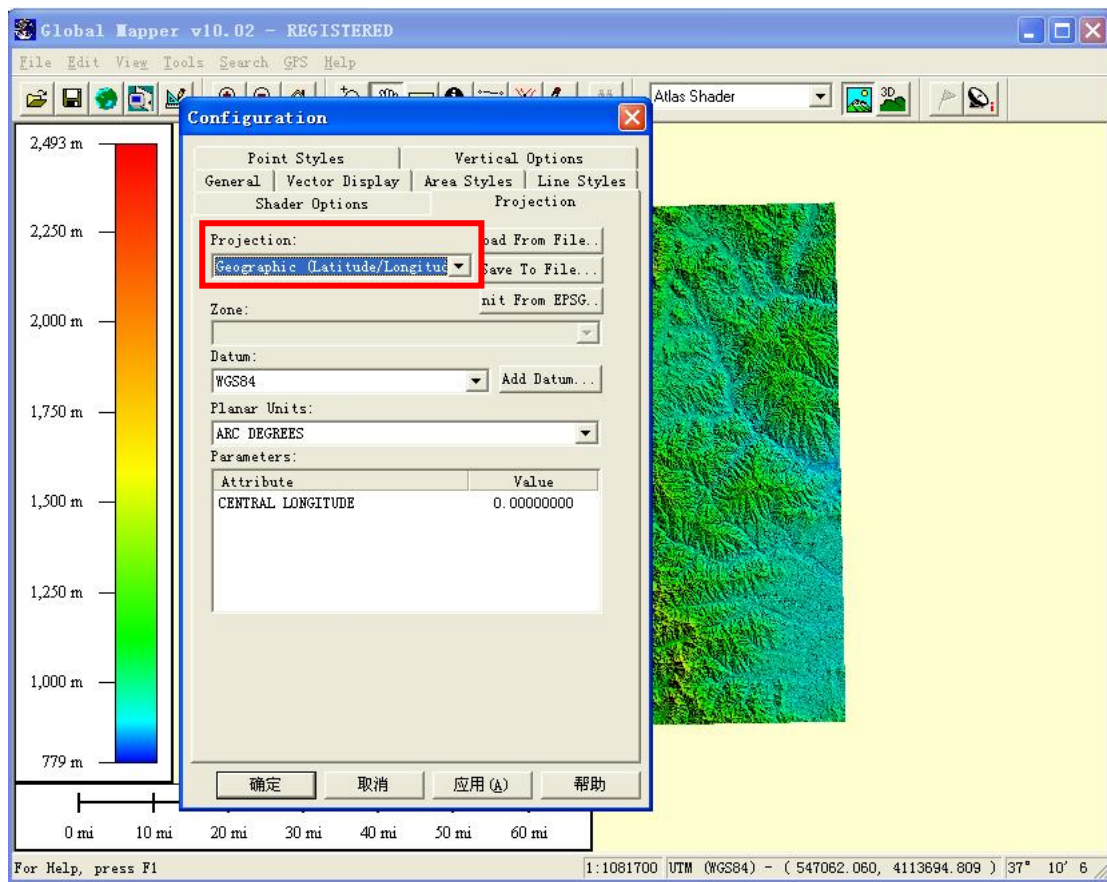 Global Mapper v10.02 - REGISTERED
File Edit View Tools Search GPS Help
Atlas Shader
3D
Configuration
Point Styles Vertical Options
General Vector Display Area Styles Line Styles
Shader Options Projection
Projection:
oad From File..
Geographic (Latitude/Longitud
Save To File...
nit From EPSG..
Zone:
Datum:
WGS84
Add Datum...
Planar Units:
ARC DEGREES
Parameters:
Attribute Value
CENTRAL LONGITUDE 0.00000000
确定 取消 应用(A) 帮助
2,493 m
2,250 m
2,000 m
1,750 m
1,500 m
1,250 m
1,000 m
779 m
0 mi 10 mi 20 mi 30 mi 40 mi 50 mi 60 mi
For Help, press F1
1:1081700 UTM (WGS84) - ( 547062.060, 4113694.809 ) 37° 10' 6